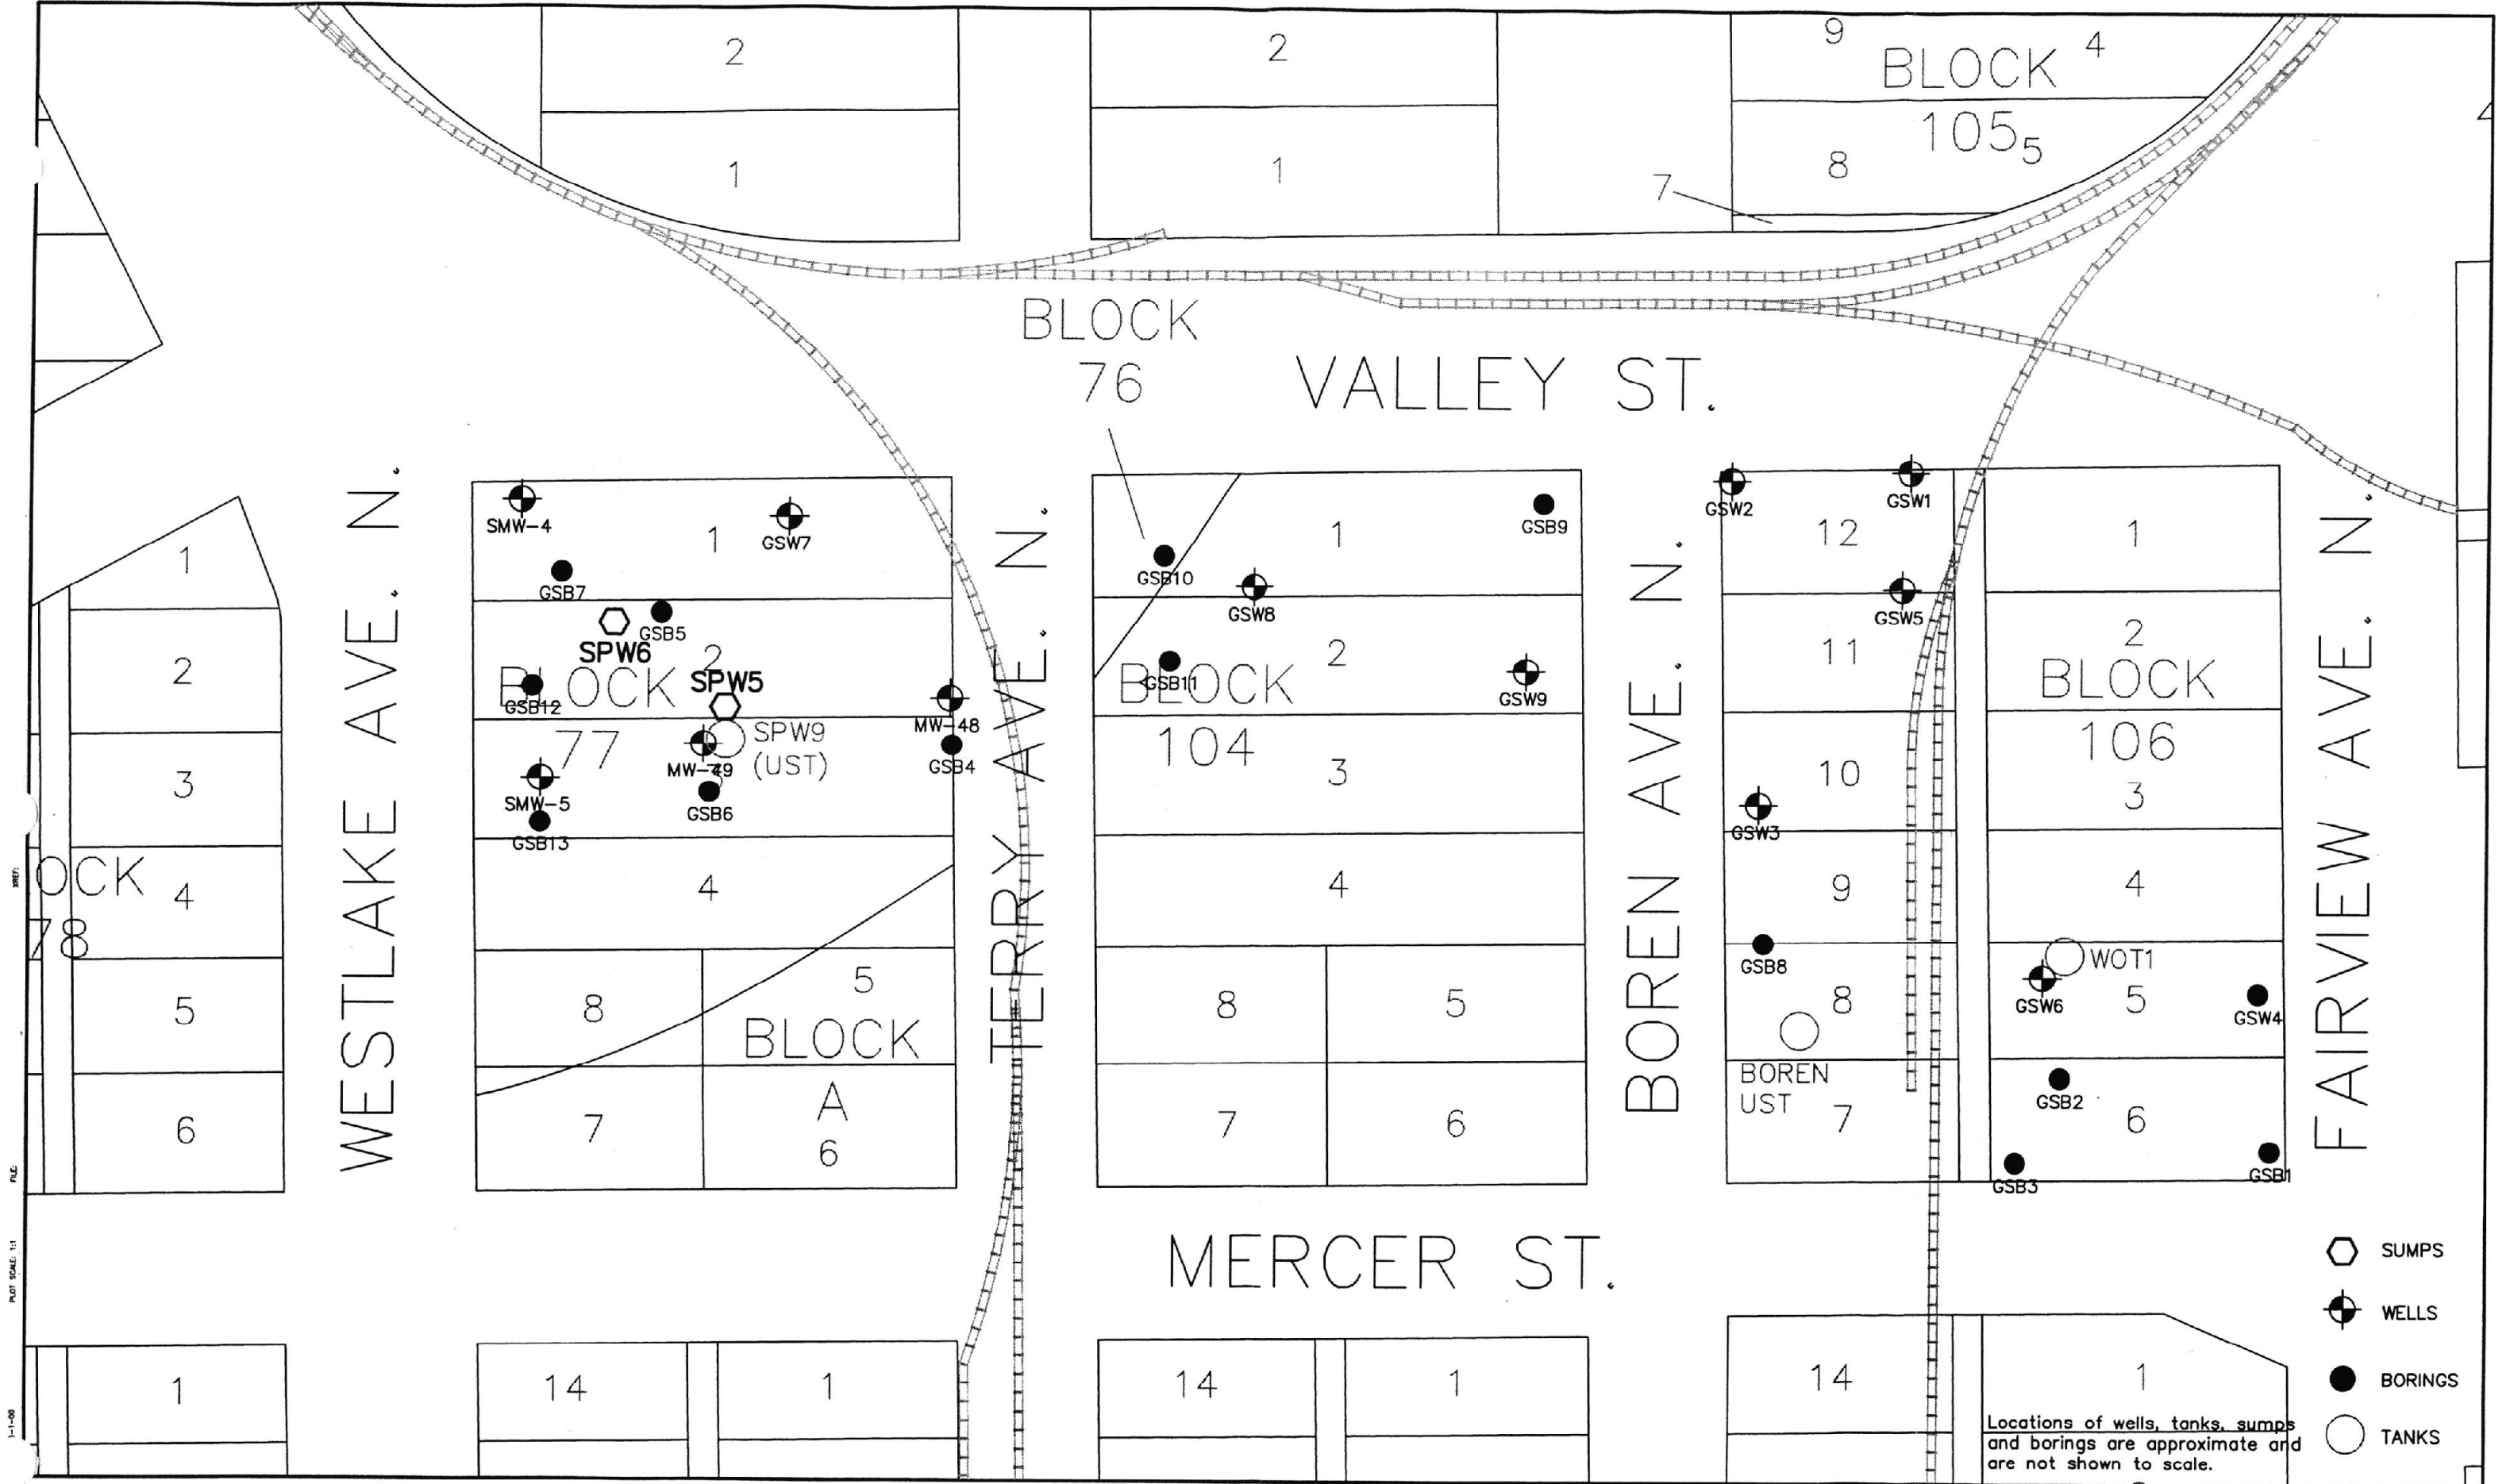 2
2
9
BLOCK
4
1
1
7
8
105
5
BLOCK
76
VALLEY ST.
WESTLAKE AVE. N.
TERRY AVE. N.
BOREN AVE. N.
FAIRVIEW AVE. N.
1
2
3
OCK
78
4
5
6
SMW-4
1
GSW7
GSB7
GSB5
SPW6
2
BLOCK
SPW5
GSB12
77
SPW9
(UST)
MW-48
GSB4
MW-49
SMW-5
GSB6
GSB13
4
8
5
BLOCK
7
A
6
GSB10
1
GSB9
GSW8
2
GSB11
BLOCK
GSW9
104
3
4
8
5
7
6
GSW2
GSW1
12
GSW5
11
10
GSW3
9
GSB8
8
BOREN
UST
7
1
2
BLOCK
106
3
4
WOT1
GSW6
5
GSW4
GSB2
6
GSB3
GSB1
MERCER ST.
1
14
1
14
1
14
1
SUMPS
WELLS
BORINGS
TANKS
Locations of wells, tanks, sumps
and borings are approximate and
are not shown to scale.
XREF:
FILE:
PLOT SCALE: 1:1